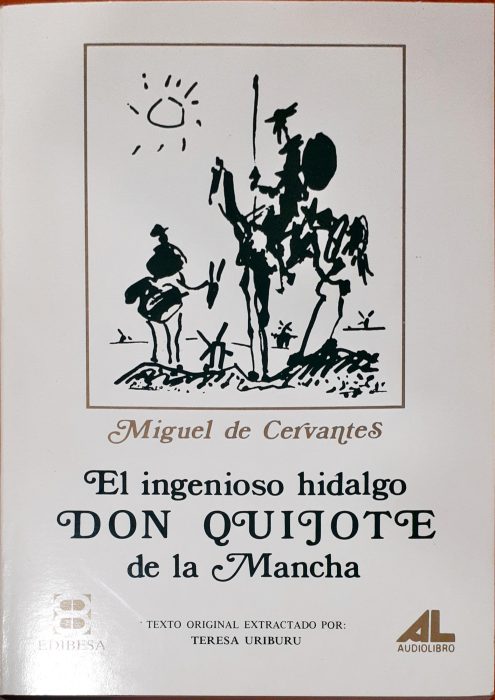 Miguel de Cervantes
El ingenioso hidalgo
DON QUIJOTE
de la Mancha
TEXTO ORIGINAL EXTRACTADO POR:
TERESA URIBURU
EDIBESA
AL
AUDIOLIBRO